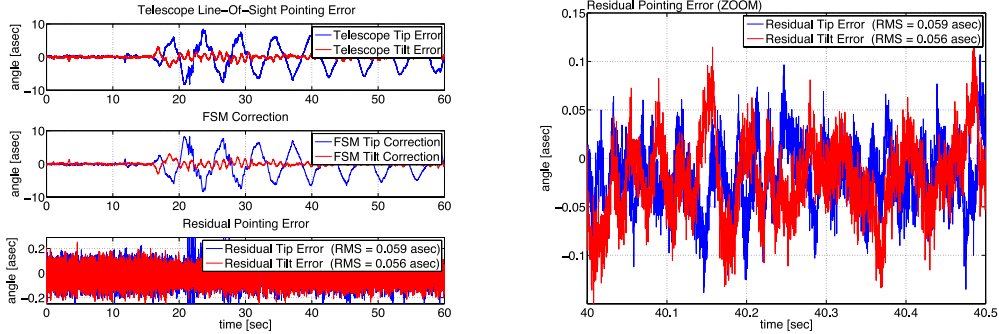 Telescope Line-Of-Sight Pointing Error
10
0
-10
angle [asec]
Telescope Tip Error
Telescope Tilt Error
0 10 20 30 40 50 60
FSM Correction
10
0
-10
angle [asec]
FSM Tip Correction
FSM Tilt Correction
0 10 20 30 40 50 60
Residual Pointing Error
0.2
0
-0.2
angle [asec]
Residual Tip Error (RMS = 0.059 asec)
Residual Tilt Error (RMS = 0.056 asec)
0 10 20 30 40 50 60
time [sec]
Residual Pointing Error (ZOOM)
0.15
0.1
0.05
0
-0.05
-0.1
angle [asec]
Residual Tip Error (RMS = 0.059 asec)
Residual Tilt Error (RMS = 0.056 asec)
40 40.1 40.2 40.3 40.4 40.5
time [sec]